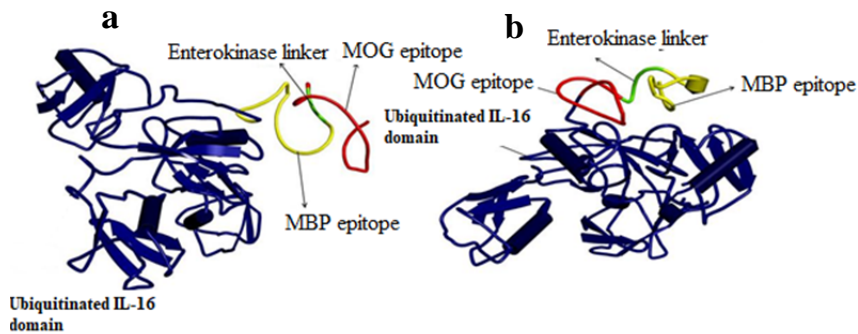 a
Enterokinase linker
MOG epitope
MBP epitope
Ubiquitinated IL-16
domain
b
Enterokinase linker
MOG epitope
MBP epitope
Ubiquitinated IL-16
domain